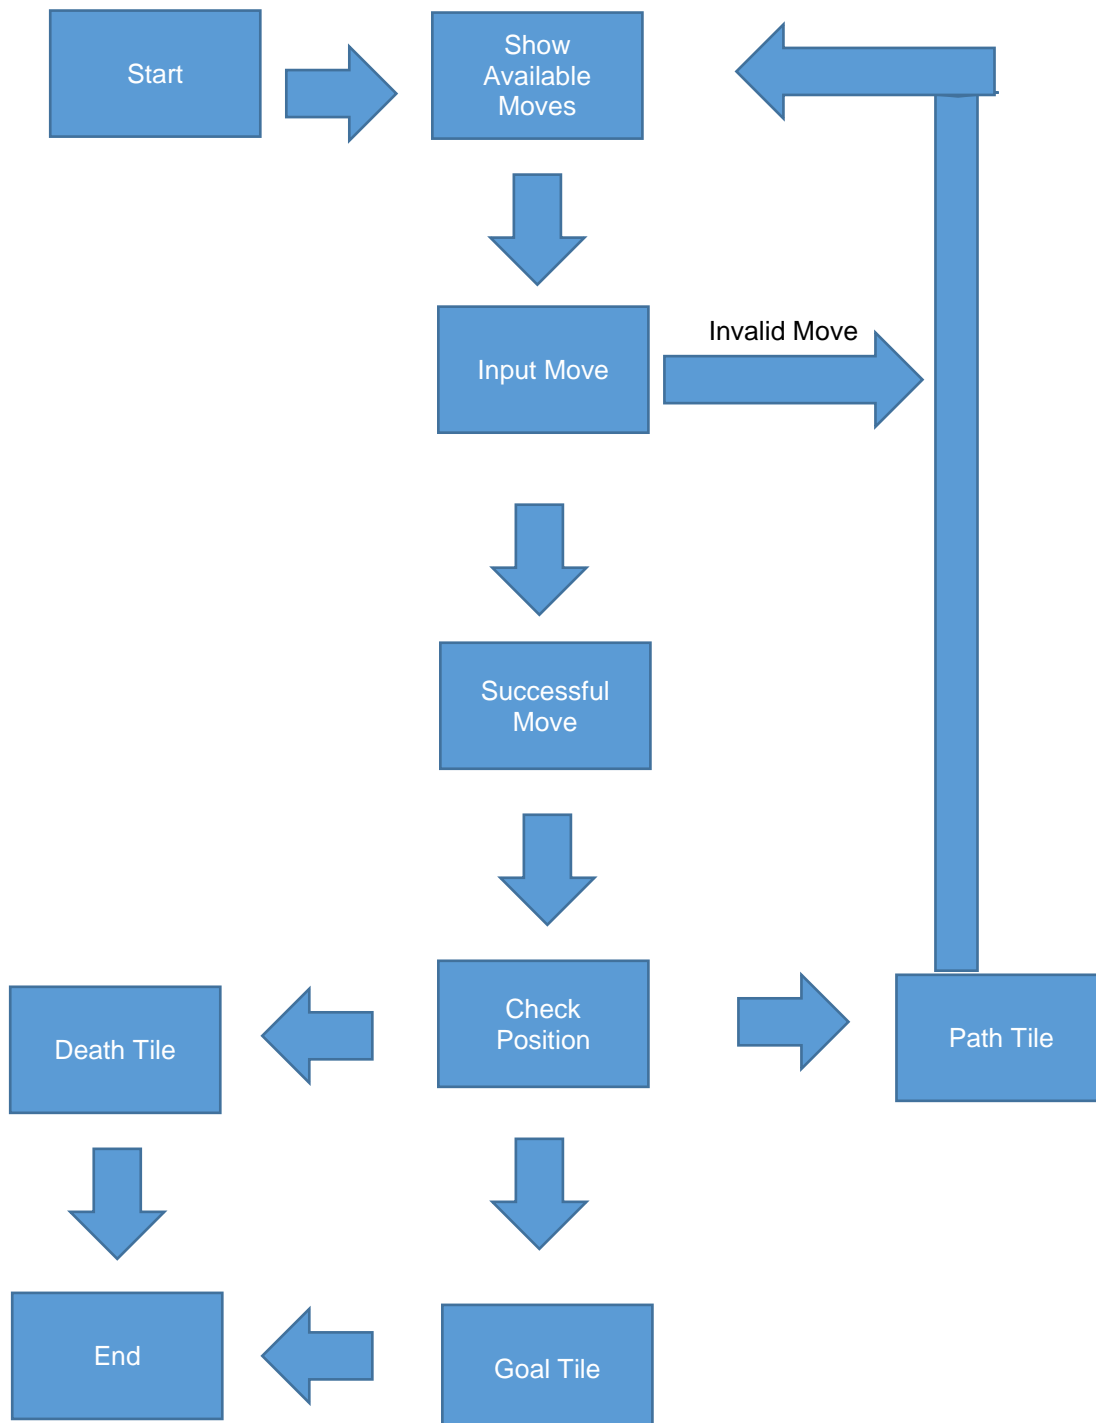 Start
Show
Available
Moves
Invalid Move
Input Move
Successful
Move
Check
Position
Death Tile
Path Tile
End
Goal Tile